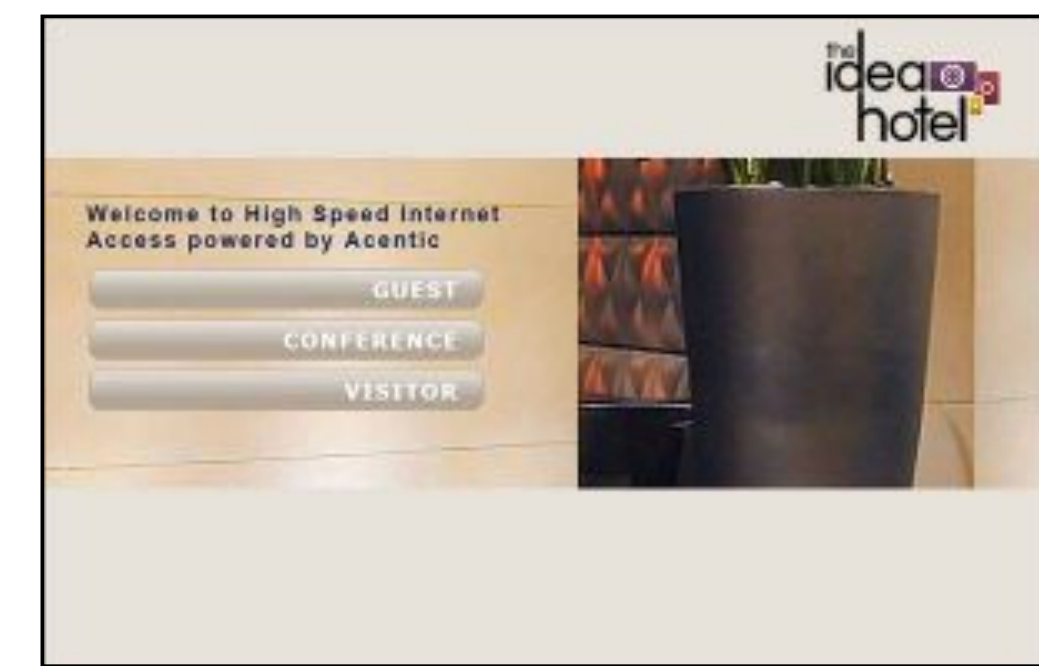 the
idea
hotel
Welcome to High Speed Internet
Access powered by Acentic
GUEST
CONFERENCE
VISITOR